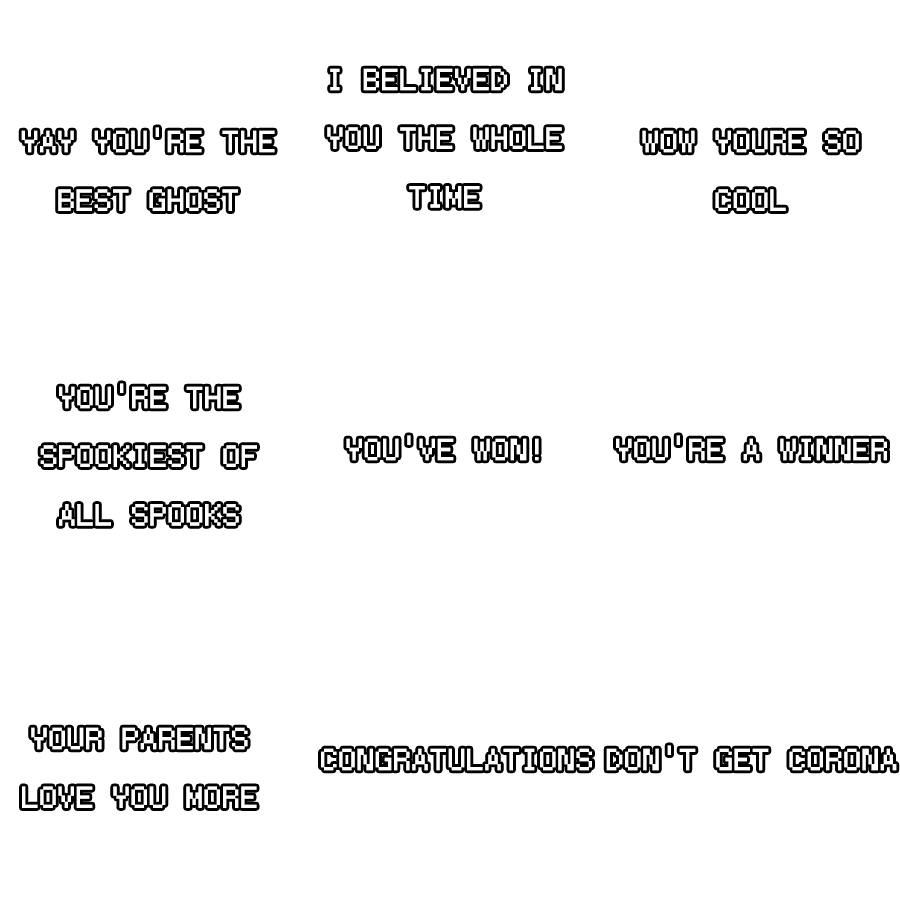 YAY YOU'RE THE
BEST GHOST
I BELIEVED IN
YOU THE WHOLE
TIME
WOW YOURE SO
COOL
YOU'RE THE
SPOOKIEST OF
ALL SPOOKS
YOU'VE WON!
YOU'RE A WINNER
YOUR PARENTS
LOVE YOU MORE
CONGRATULATIONS
DON'T GET CORONA